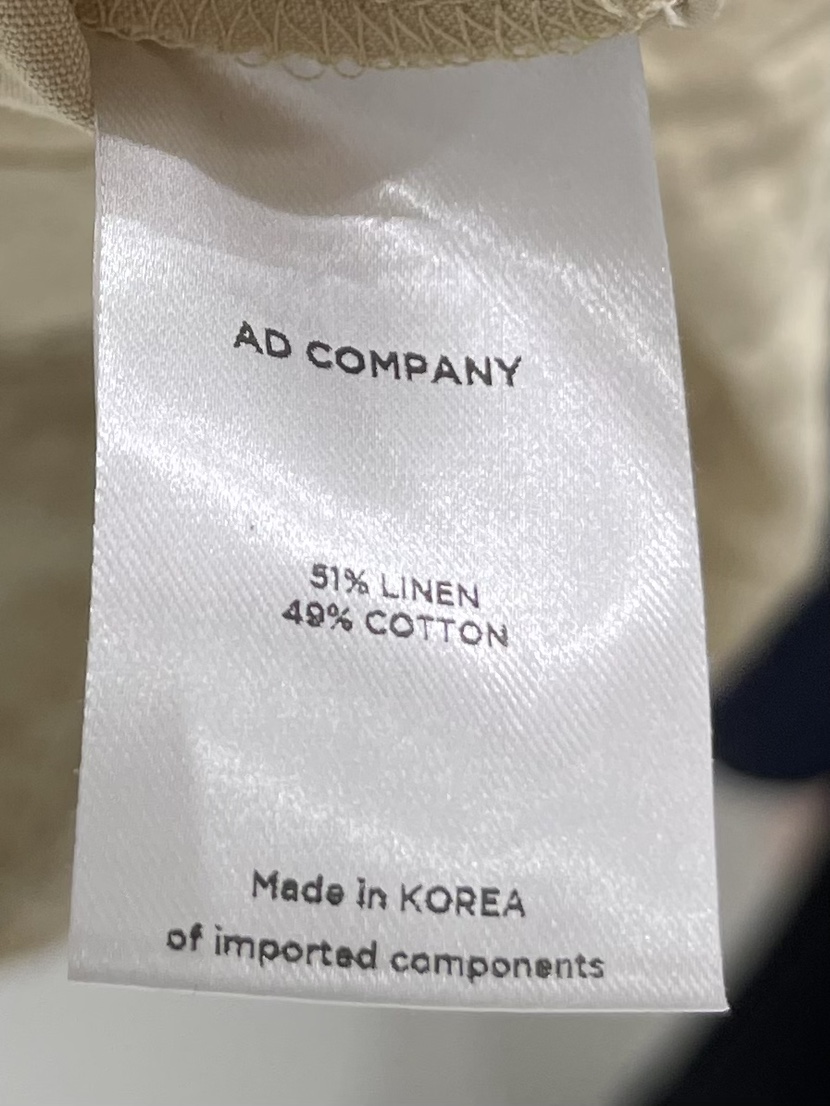 AD COMPANY
51% LINEN
49% COTTON
Made in KOREA
of imported components